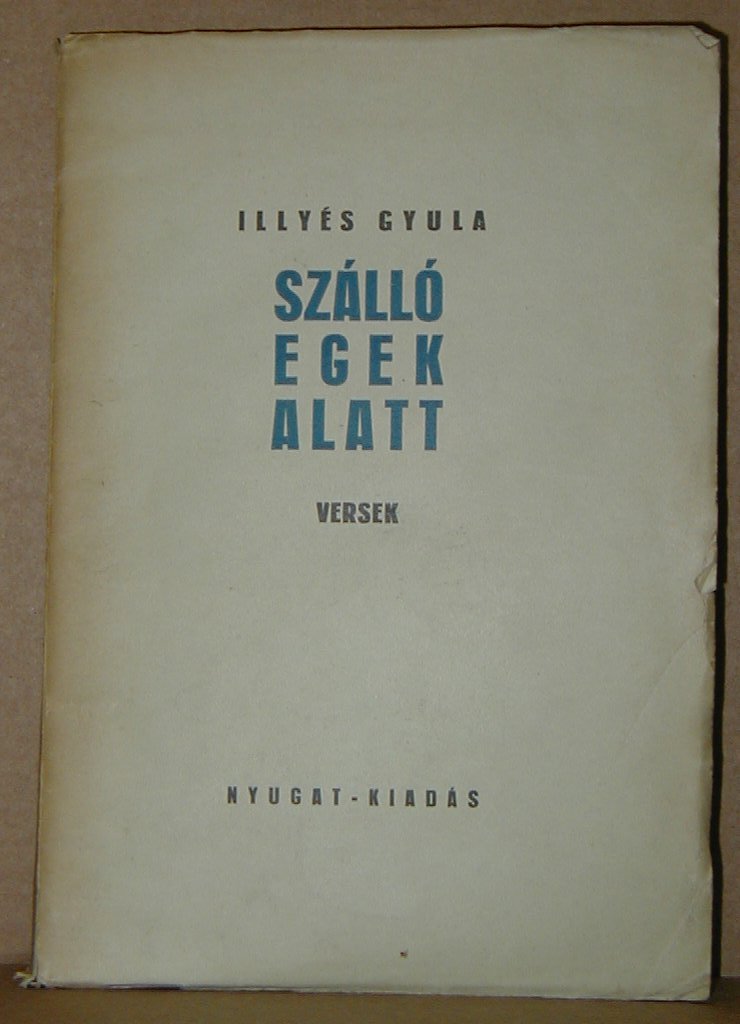 ILLYÉS GYULA
SZÁLLÓ
EGEK
ALATT
VERSEK
NYUGAT-KIADÁS